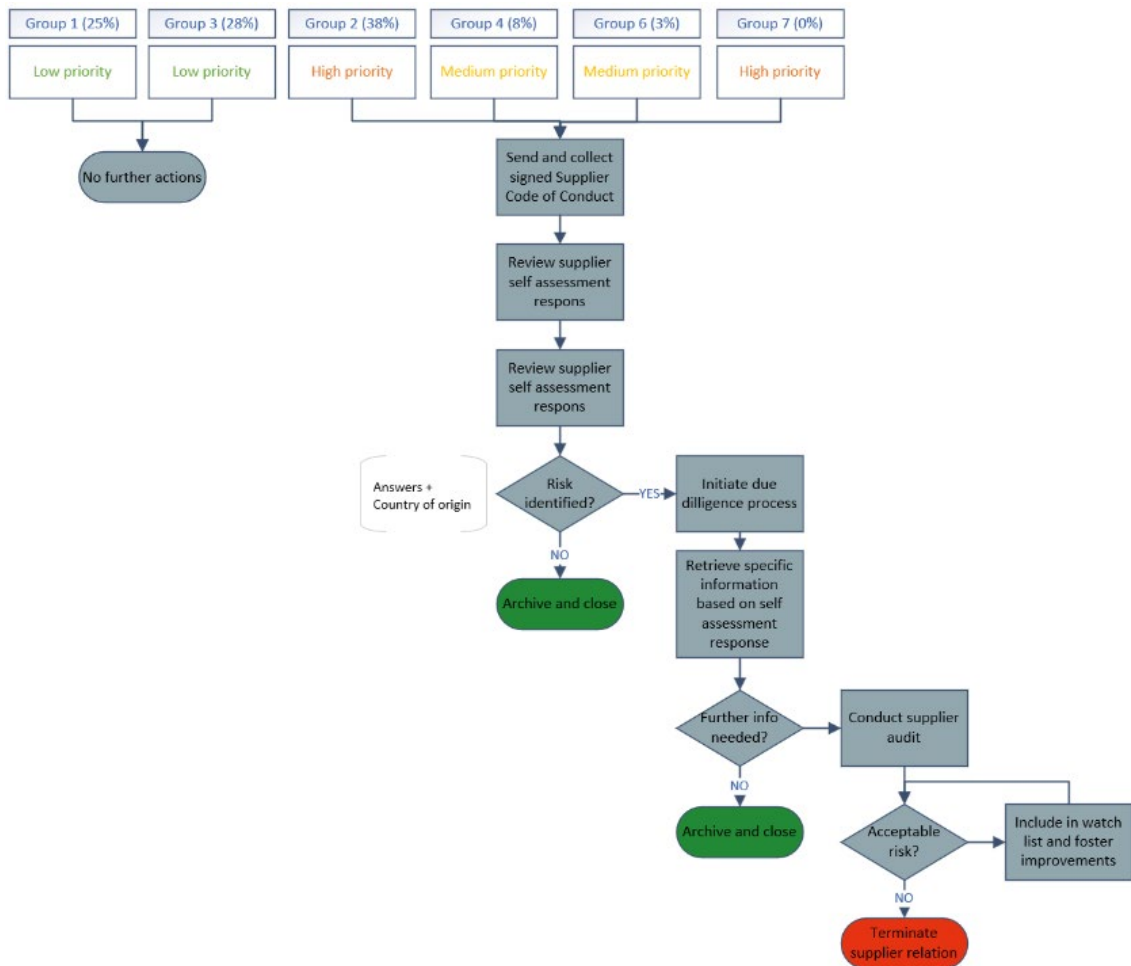 Group 1 (25%)
Group 3 (28%)
Group 2 (38%)
Group 4 (8%)
Group 6 (3%)
Group 7 (0%)
Low priority
Low priority
High priority
Medium priority
Medium priority
High priority
No further actions
Send and collect
signed Supplier
Code of Conduct
Review supplier
self assessment
respons
Review supplier
self assessment
respons
Answers +
Country of origin
Risk
identified?
YES
Initiate due
dilligence process
NO
Archive and close
Retrieve specific
information
based on self
assessment
response
Further info
needed?
Conduct supplier
audit
NO
Archive and close
Acceptable
risk?
Include in watch
list and foster
improvements
NO
Terminate
supplier relation